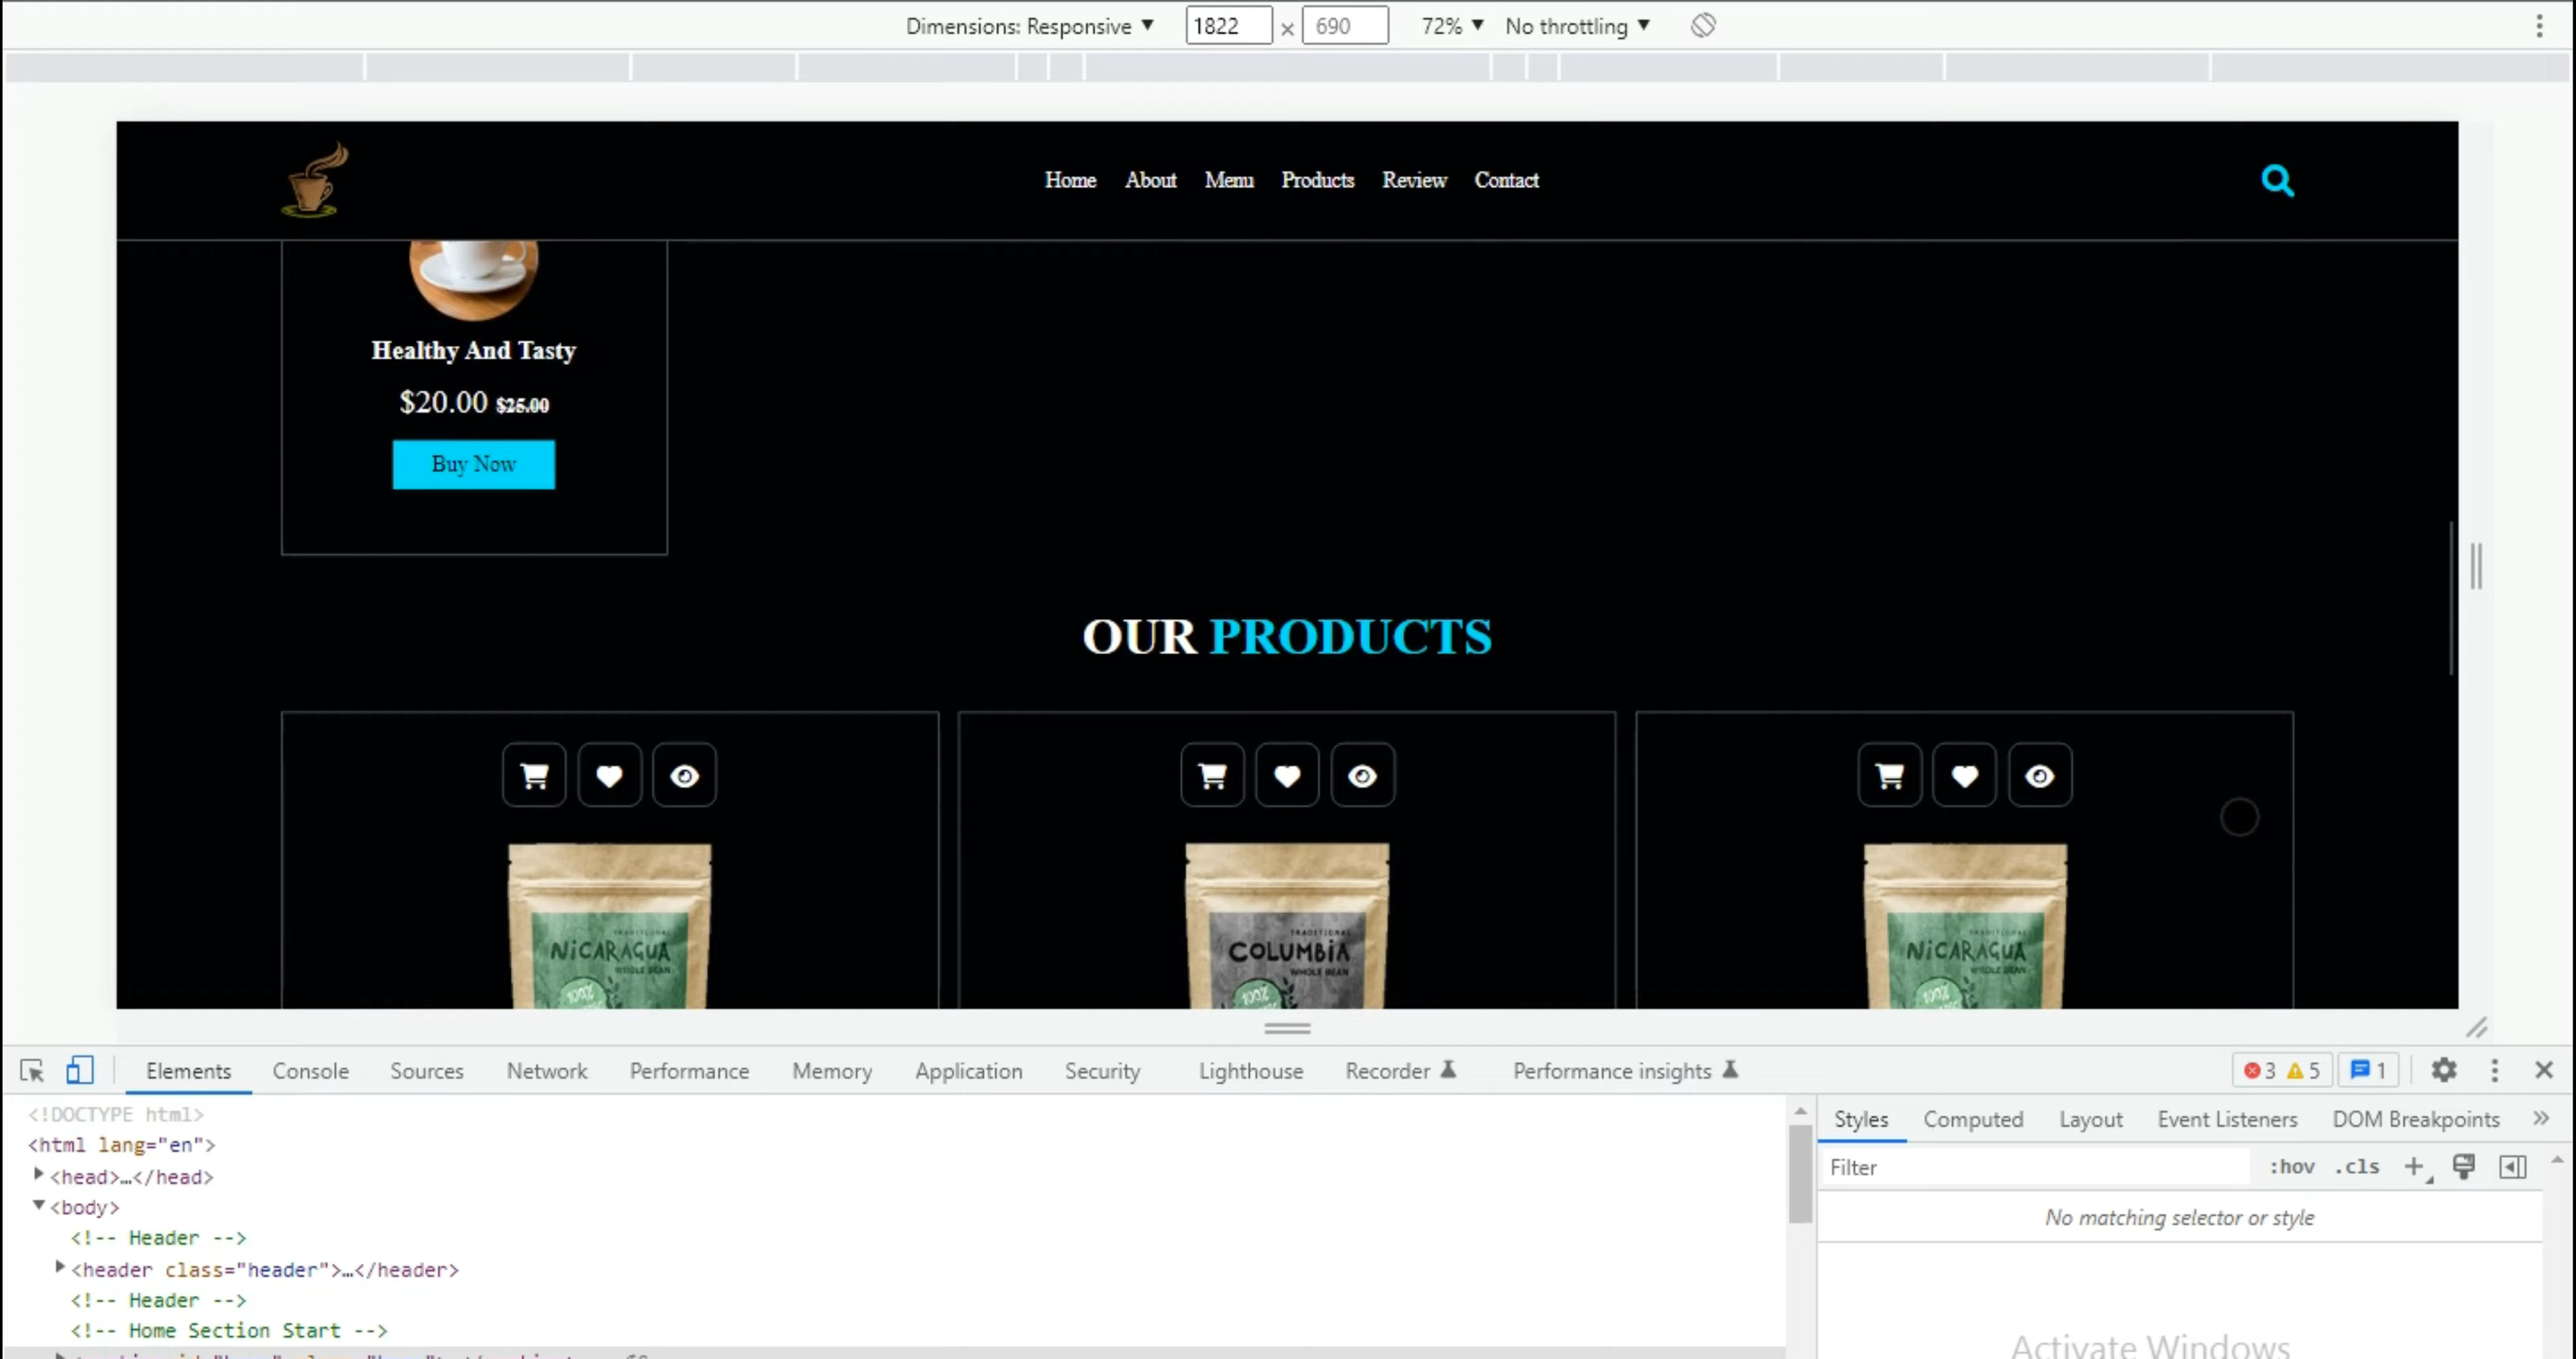 Dimensions: Responsive ▼ 1822 × 690 72% ▼ No throttling ▼
Home About Menu Products Review Contact
Healthy And Tasty
$20.00 $25.00
Buy Now
OUR PRODUCTS
TRADITIONAL
NiCARAGUA
WHOLE BEAN
100%
TRADITIONAL
COLUMBiA
WHOLE BEAN
100%
TRADITIONAL
NiCARAGUA
WHOLE BEAN
100%
Elements Console Sources Network Performance Memory Application Security Lighthouse Recorder Performance insights 3 5 1
<!DOCTYPE html>
<html lang="en">
<head>…</head>
<body>
<!-- Header -->
<header class="header">…</header>
<!-- Header -->
<!-- Home Section Start -->
Styles Computed Layout Event Listeners DOM Breakpoints »
Filter :hov .cls +
No matching selector or style
Activate Windows